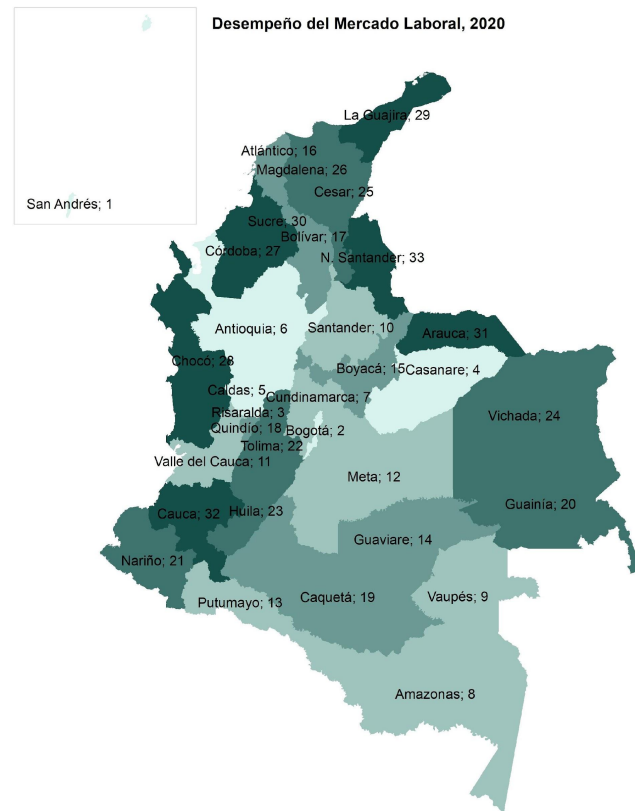 Desempeño del Mercado Laboral, 2020
La Guajira; 29
Atlántico; 16
Magdalena; 26
Cesar; 25
San Andrés; 1
Sucre; 30
Bolívar; 17
Córdoba; 27
N. Santander; 33
Antioquia; 6
Santander; 10
Arauca; 31
Chocó; 28
Boyacá; 15
Casanare; 4
Caldas; 5
Cundinamarca; 7
Risaralda; 3
Vichada; 24
Quindío; 18
Bogotá; 2
Tolima; 22
Valle del Cauca; 11
Meta; 12
Guainía; 20
Cauca; 32
Huila; 23
Guaviare; 14
Nariño; 21
Putumayo; 13
Caquetá; 19
Vaupés; 9
Amazonas; 8